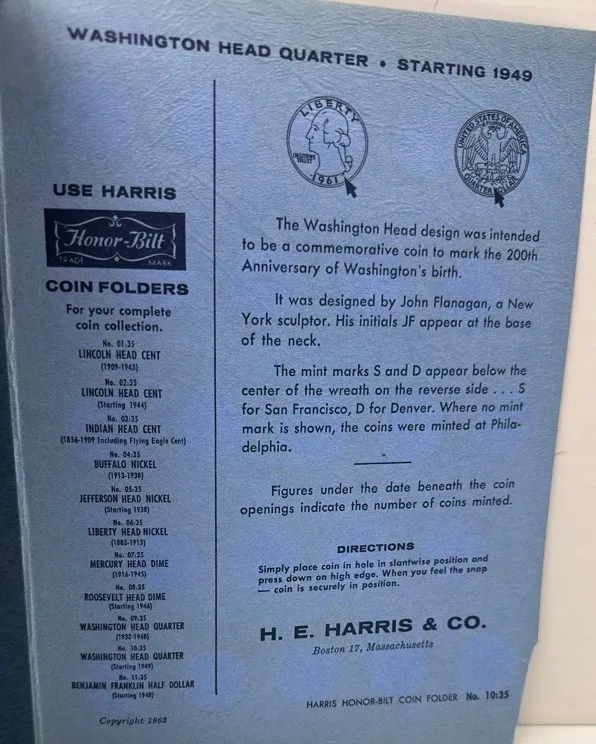 WASHINGTON HEAD QUARTER • STARTING 1949
LIBERTY
IN GOD WE
TRUST
1961
UNITED STATES OF AMERICA
QUARTER DOLLAR
USE HARRIS
Honor-Bilt
TRADE MARK
COIN FOLDERS
For your complete
coin collection.
No. 01:35
LINCOLN HEAD CENT
(1909-1943)
No. 02:35
LINCOLN HEAD CENT
(Starting 1944)
No. 03:35
INDIAN HEAD CENT
(1856-1909 Including Flying Eagle Cent)
No. 04:35
BUFFALO NICKEL
(1913-1938)
No. 05:35
JEFFERSON HEAD NICKEL
(Starting 1938)
No. 06:35
LIBERTY HEAD NICKEL
(1883-1913)
No. 07:35
MERCURY HEAD DIME
(1916-1945)
No. 08:35
ROOSEVELT HEAD DIME
(Starting 1946)
No. 09:35
WASHINGTON HEAD QUARTER
(1932-1948)
No. 10:35
WASHINGTON HEAD QUARTER
(Starting 1949)
No. 11:35
BENJAMIN FRANKLIN HALF DOLLAR
(Starting 1948)
Copyright 1962
The Washington Head design was intended
to be a commemorative coin to mark the 200th
Anniversary of Washington's birth.
It was designed by John Flanagan, a New
York sculptor. His initials JF appear at the base
of the neck.
The mint marks S and D appear below the
center of the wreath on the reverse side . . . S
for San Francisco, D for Denver. Where no mint
mark is shown, the coins were minted at Phila-
delphia.
Figures under the date beneath the coin
openings indicate the number of coins minted.
DIRECTIONS
Simply place coin in hole in slantwise position and
press down on high edge. When you feel the snap
— coin is securely in position.
H. E. HARRIS & CO.
Boston 17, Massachusetts
HARRIS HONOR-BILT COIN FOLDER No. 10:35